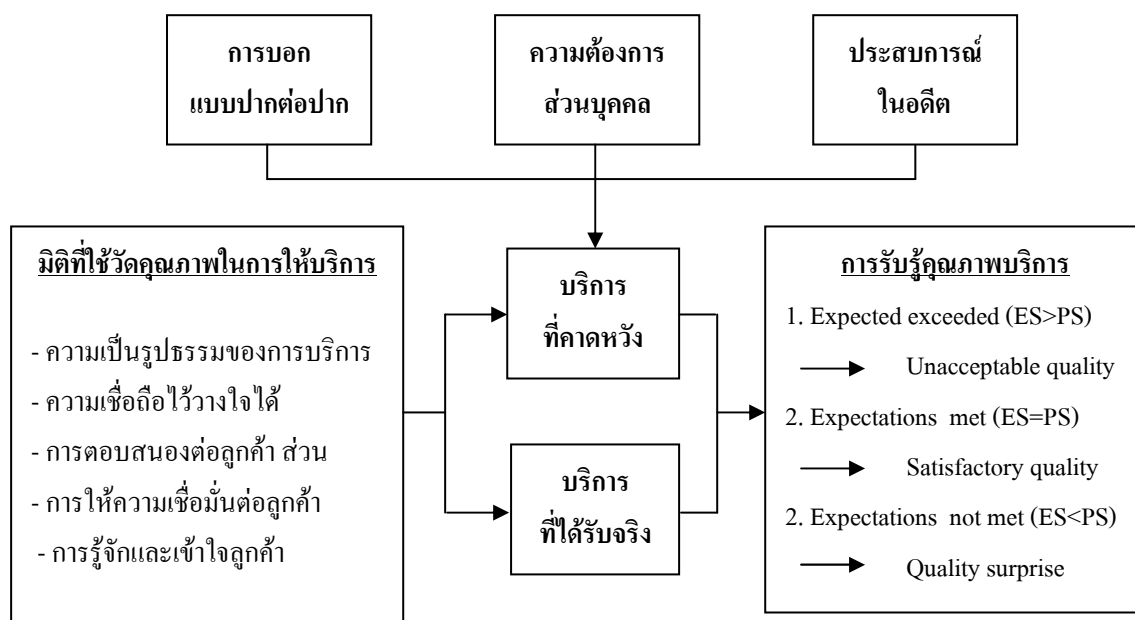 การบอก
แบบปากต่อปาก
ความต้องการ
ส่วนบุคคล
ประสบการณ์
ในอดีต
มิติที่ใช้วัดคุณภาพในการให้บริการ
- ความเป็นรูปธรรมของการบริการ
- ความเชื่อถือไว้วางใจได้
- การตอบสนองต่อลูกค้า ส่วน
- การให้ความเชื่อมั่นต่อลูกค้า
- การรู้จักและเข้าใจลูกค้า
บริการ
ที่คาดหวัง
บริการ
ที่ได้รับจริง
การรับรู้คุณภาพบริการ
1. Expected exceeded (ES>PS)
Unacceptable quality
2. Expectations met (ES=PS)
Satisfactory quality
2. Expectations not met (ES<PS)
Quality surprise